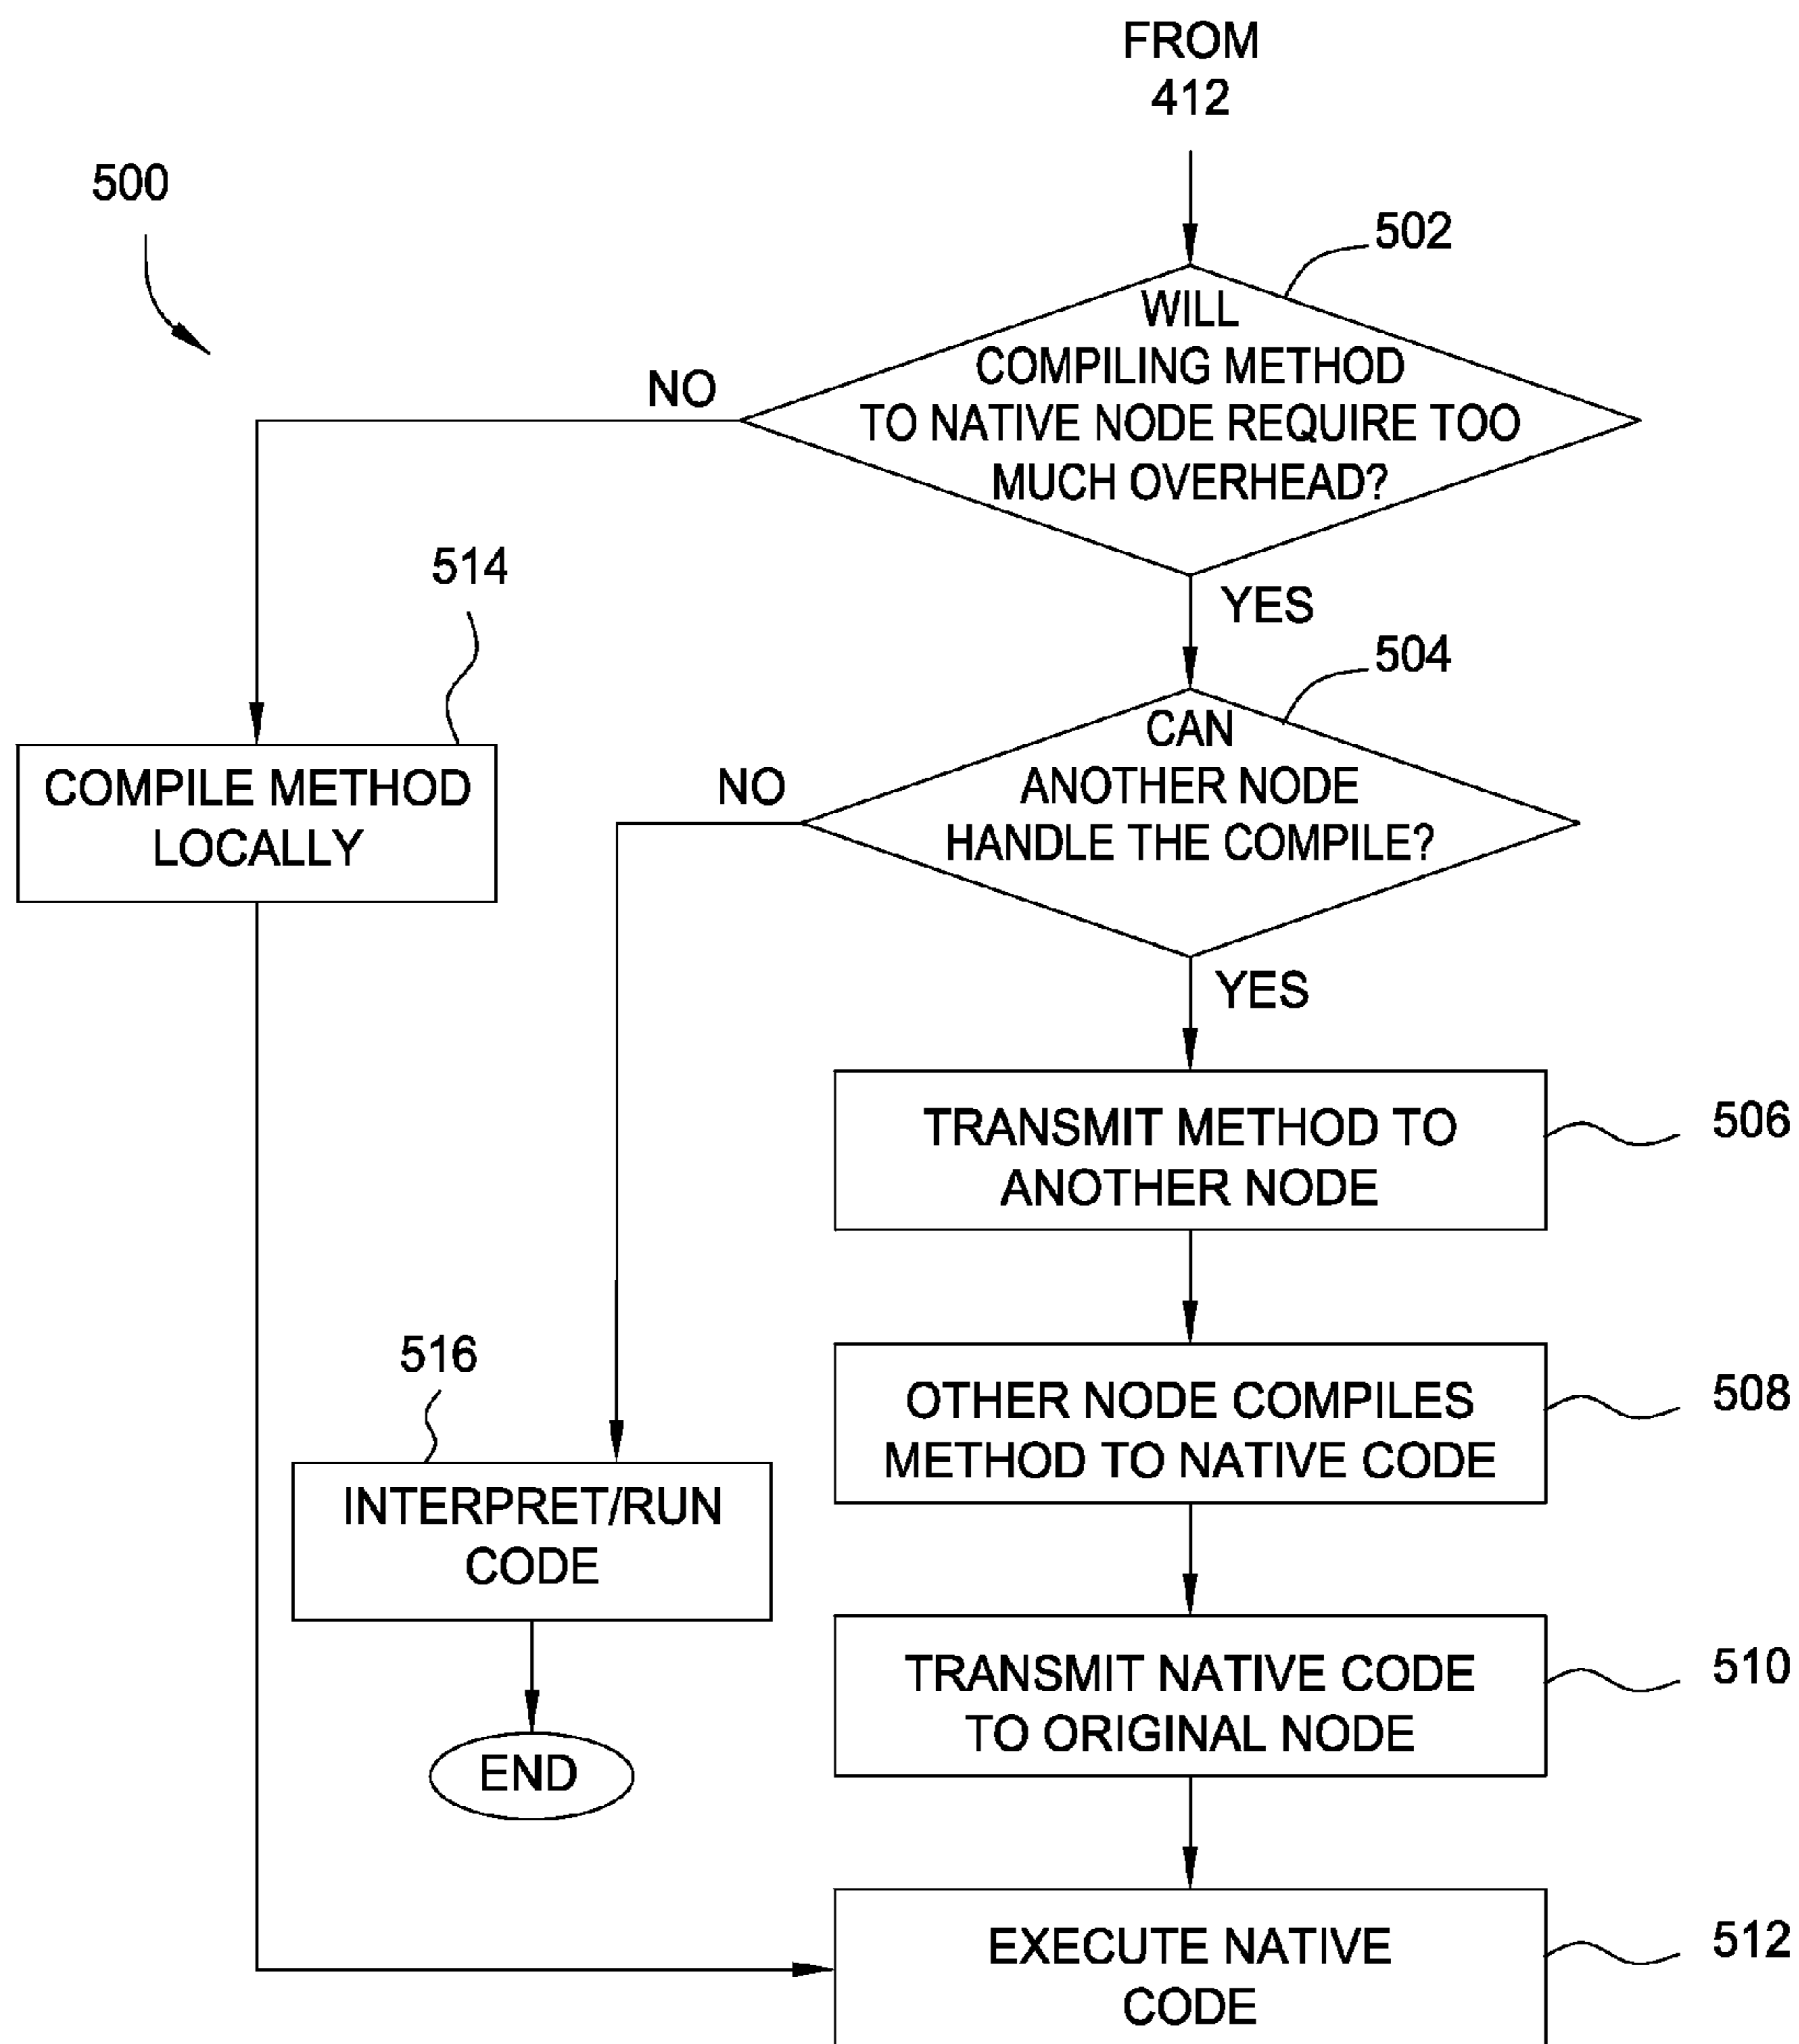 FROM
412
500
502
WILL
COMPILING METHOD
TO NATIVE NODE REQUIRE TOO
MUCH OVERHEAD?
NO
YES
514
504
COMPILE METHOD
LOCALLY
CAN
ANOTHER NODE
HANDLE THE COMPILE?
NO
YES
TRANSMIT METHOD TO
ANOTHER NODE
506
516
OTHER NODE COMPILES
METHOD TO NATIVE CODE
508
INTERPRET/RUN
CODE
TRANSMIT NATIVE CODE
TO ORIGINAL NODE
510
END
EXECUTE NATIVE
CODE
512